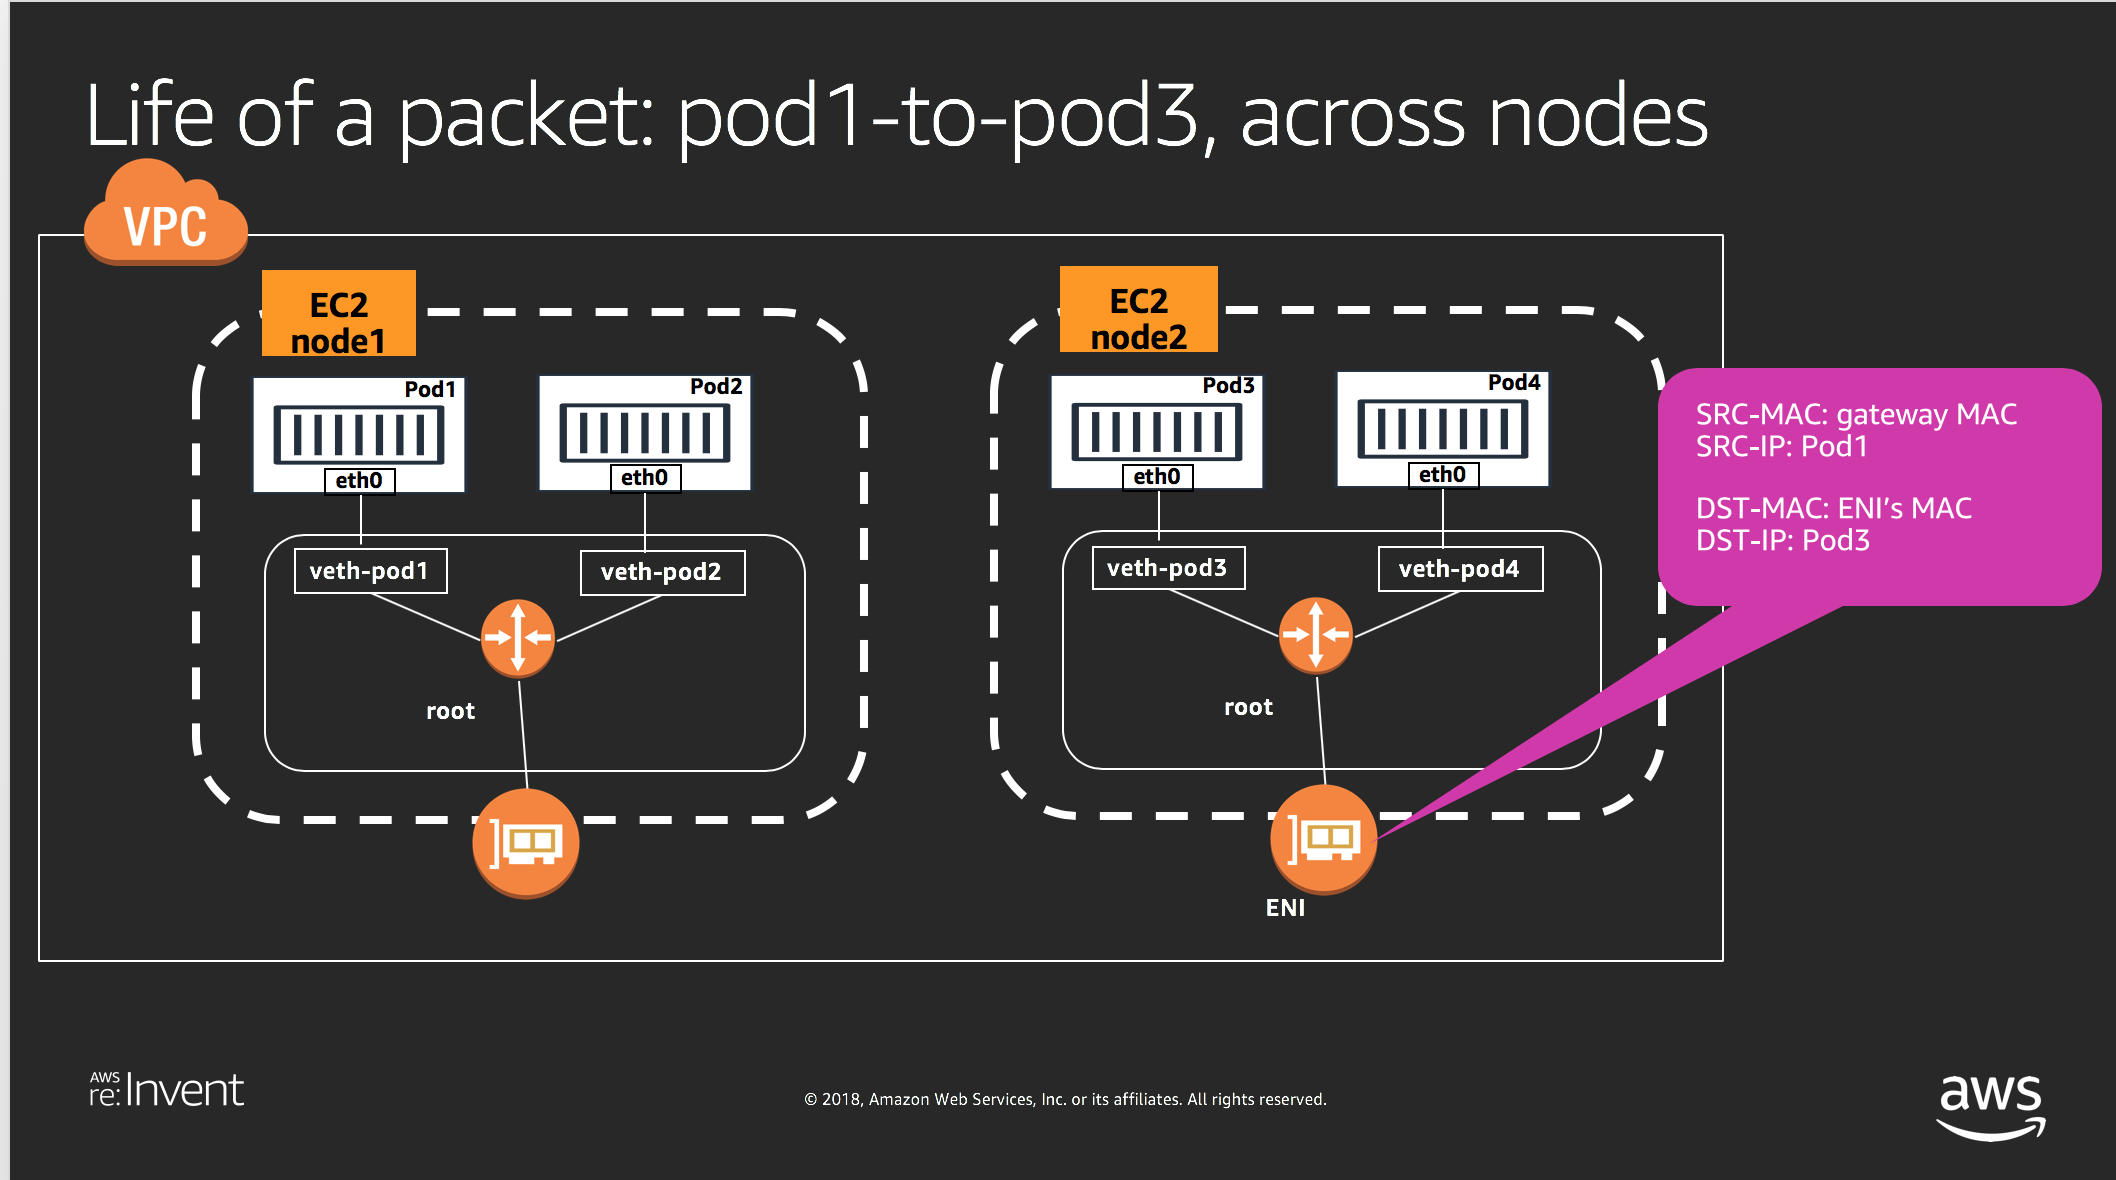 Life of a packet: pod1-to-pod3, across nodes
VPC
EC2
node1
Pod1
eth0
Pod2
eth0
veth-pod1
veth-pod2
root
EC2
node2
Pod3
eth0
Pod4
eth0
veth-pod3
veth-pod4
root
ENI
SRC-MAC: gateway MAC
SRC-IP: Pod1
DST-MAC: ENI’s MAC
DST-IP: Pod3
AWS
re:Invent
© 2018, Amazon Web Services, Inc. or its affiliates. All rights reserved.
aws